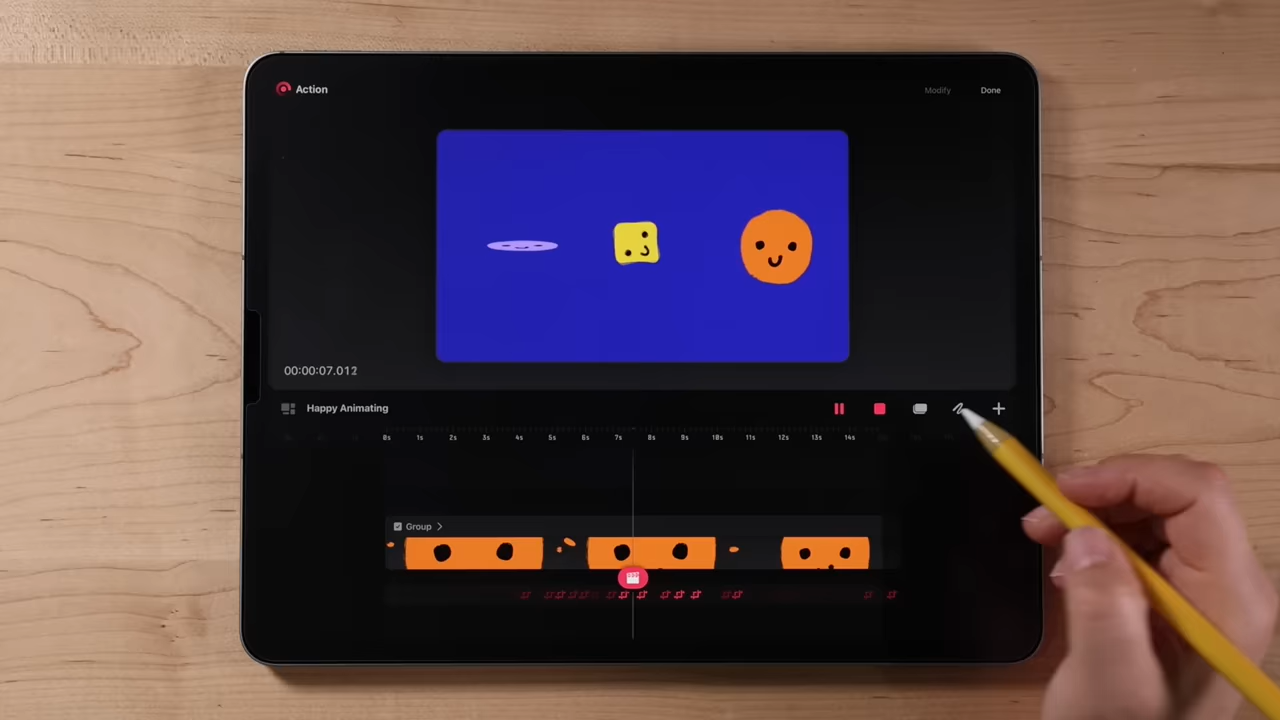 Action
Modify
Done
00:00:07.012
Happy Animating
0s 1s 2s 3s 4s 5s 6s 7s 8s 9s 10s 11s 12s 13s 14s
Group